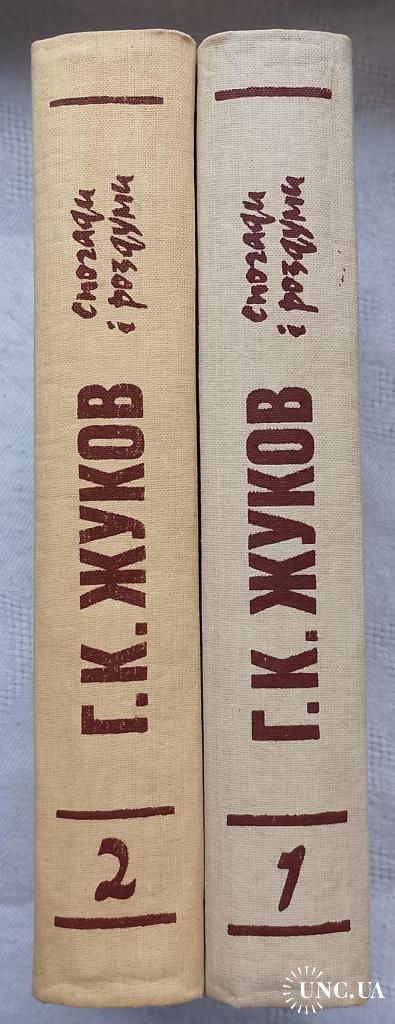 Г.К. ЖУКОВ
спогади
і роздуми
2
Г.К. ЖУКОВ
спогади
і роздуми
1
UNC.UA